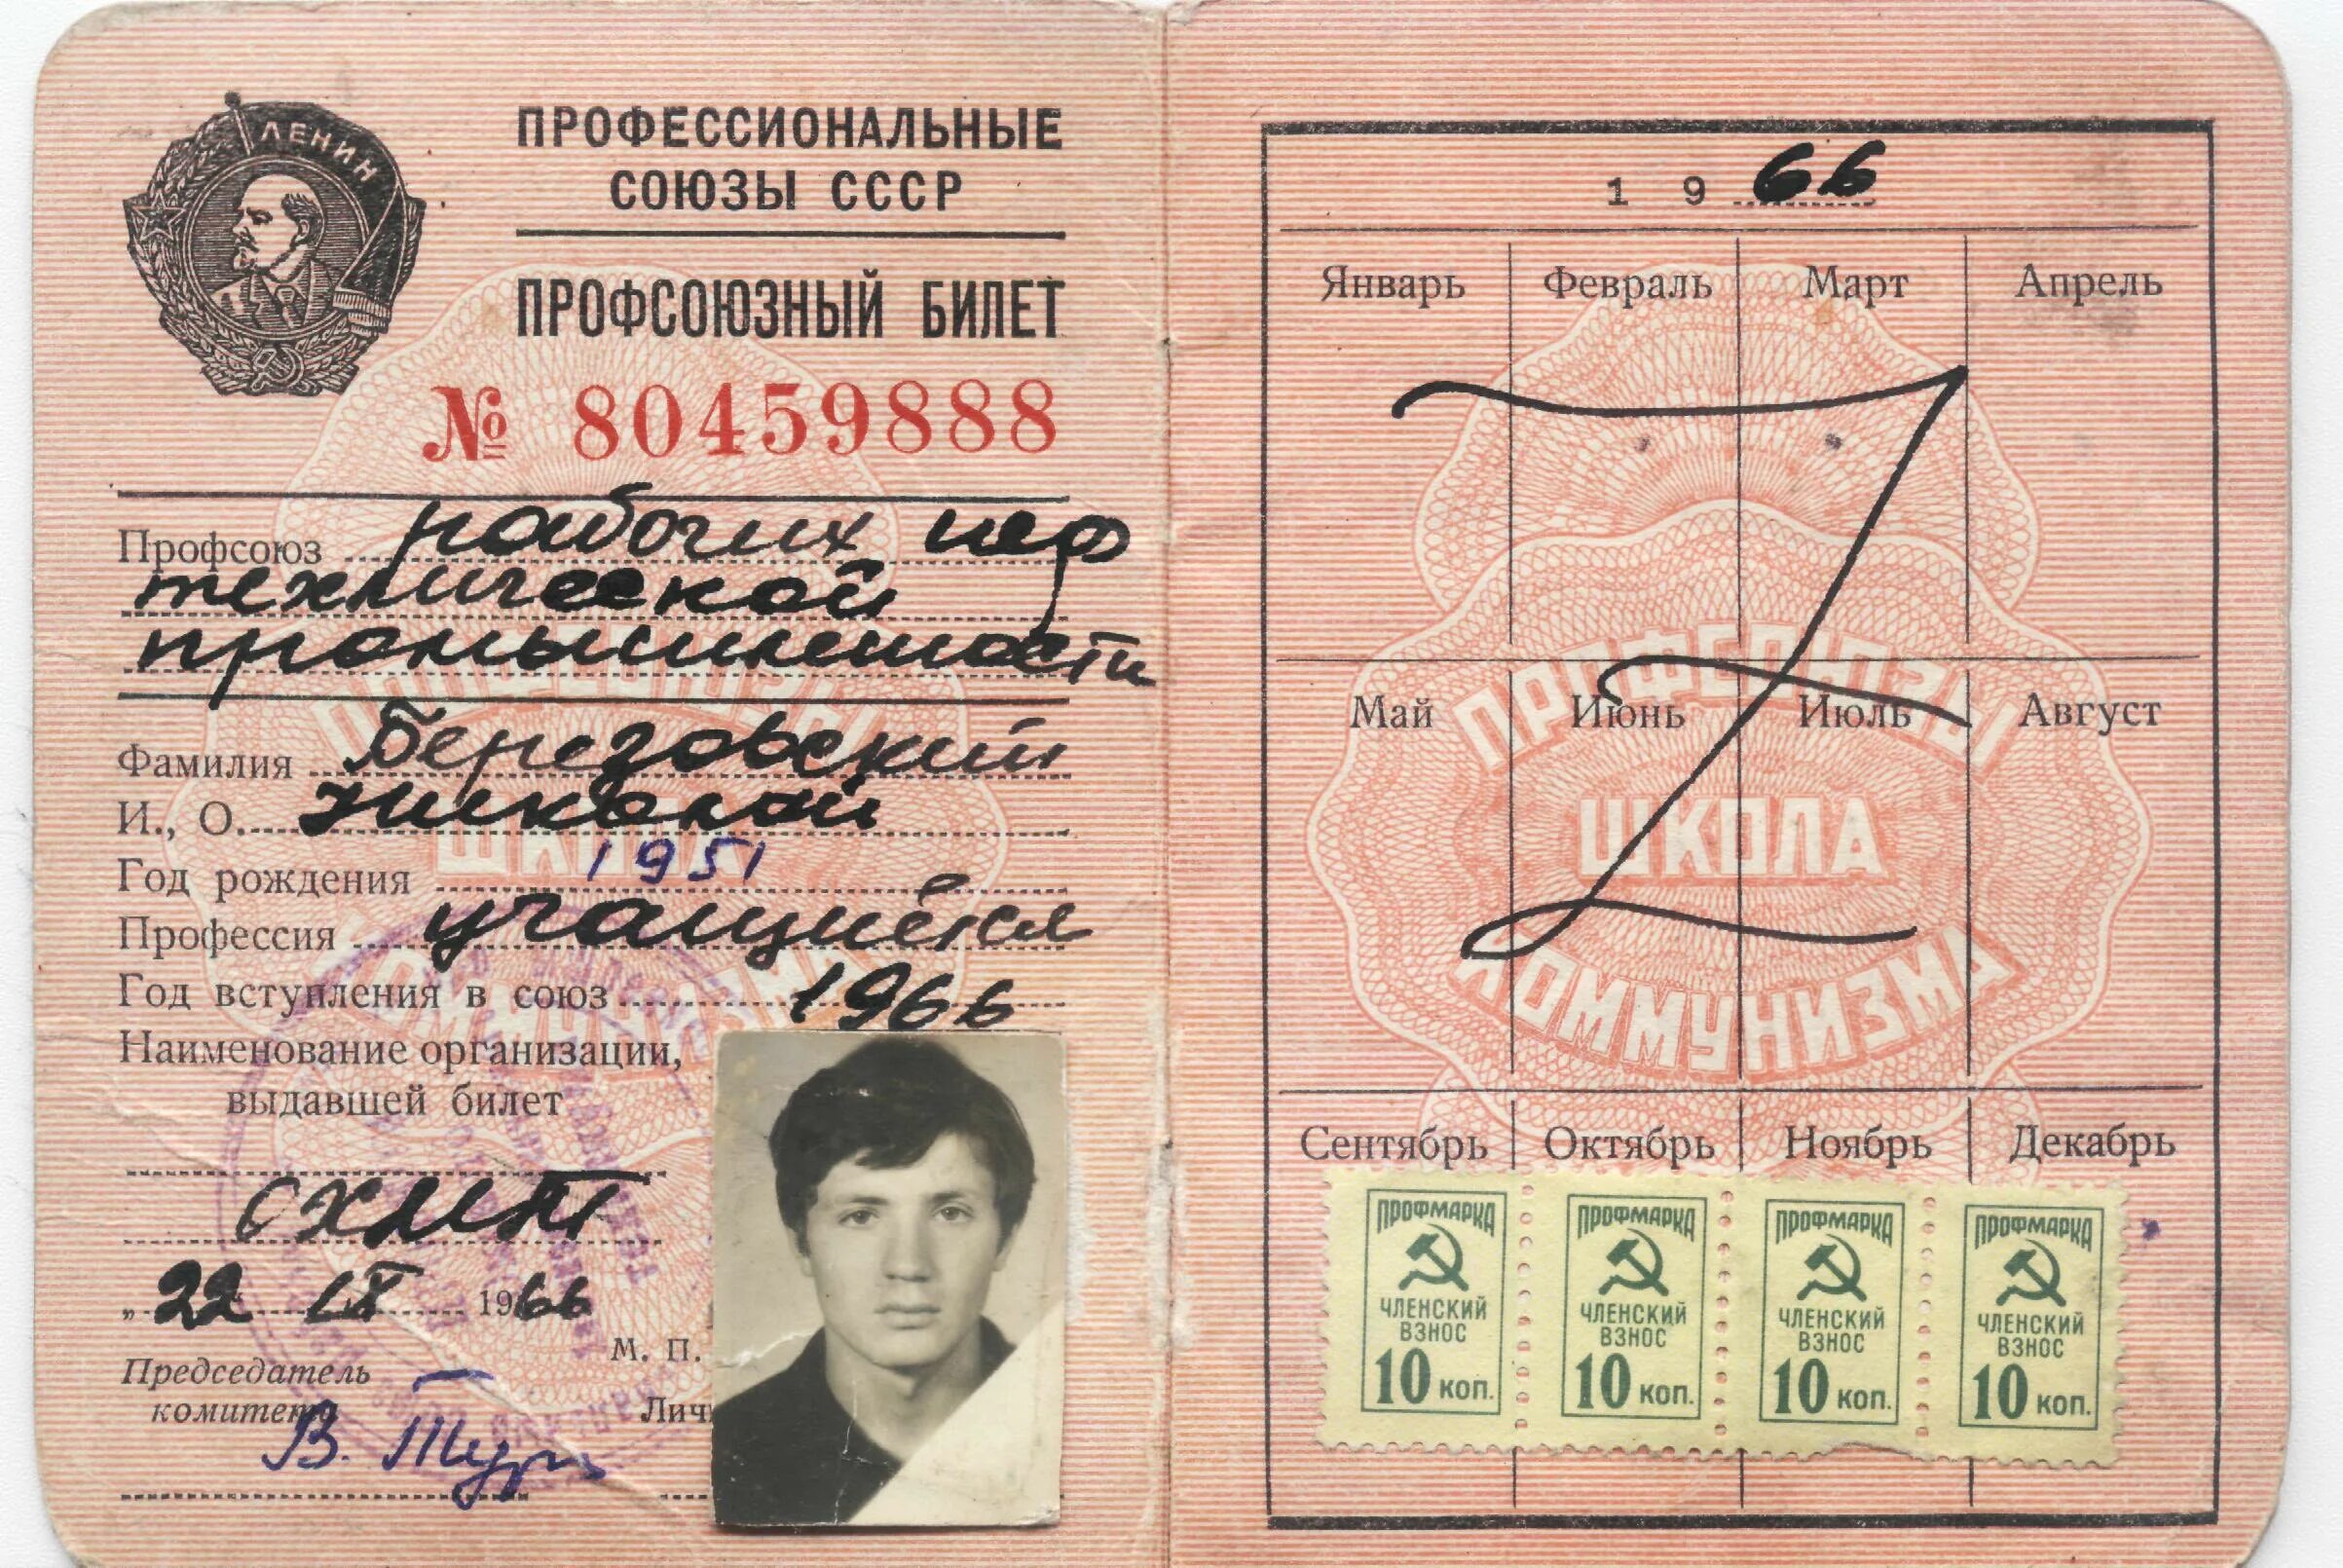 ЛЕНИН
ПРОФЕССИОНАЛЬНЫЕ
СОЮЗЫ СССР
ПРОФСОЮЗНЫЙ БИЛЕТ
№ 80459888
Профсоюз рабочих неф
техмической
промышленности
Фамилия Березовский
И., О. Николай
Год рождения 1951
Профессия учащийся
Год вступления в союз 1966
Наименование организации,
выдавшей билет
СХМТ
„ 22 " IX 1966
М. П.
Председатель
комитета
Личн
В. Тур
1 9 66
Январь Февраль Март Апрель
Май Июнь Июль Август
ПРОФСОЮЗЫ
ШКОЛА
КОММУНИЗМА
Сентябрь Октябрь Ноябрь Декабрь
ПРОФМАРКА ПРОФМАРКА ПРОФМАРКА ПРОФМАРКА
ЧЛЕНСКИЙ ЧЛЕНСКИЙ ЧЛЕНСКИЙ ЧЛЕНСКИЙ
ВЗНОС ВЗНОС ВЗНОС ВЗНОС
10 коп. 10 коп. 10 коп. 10 коп.